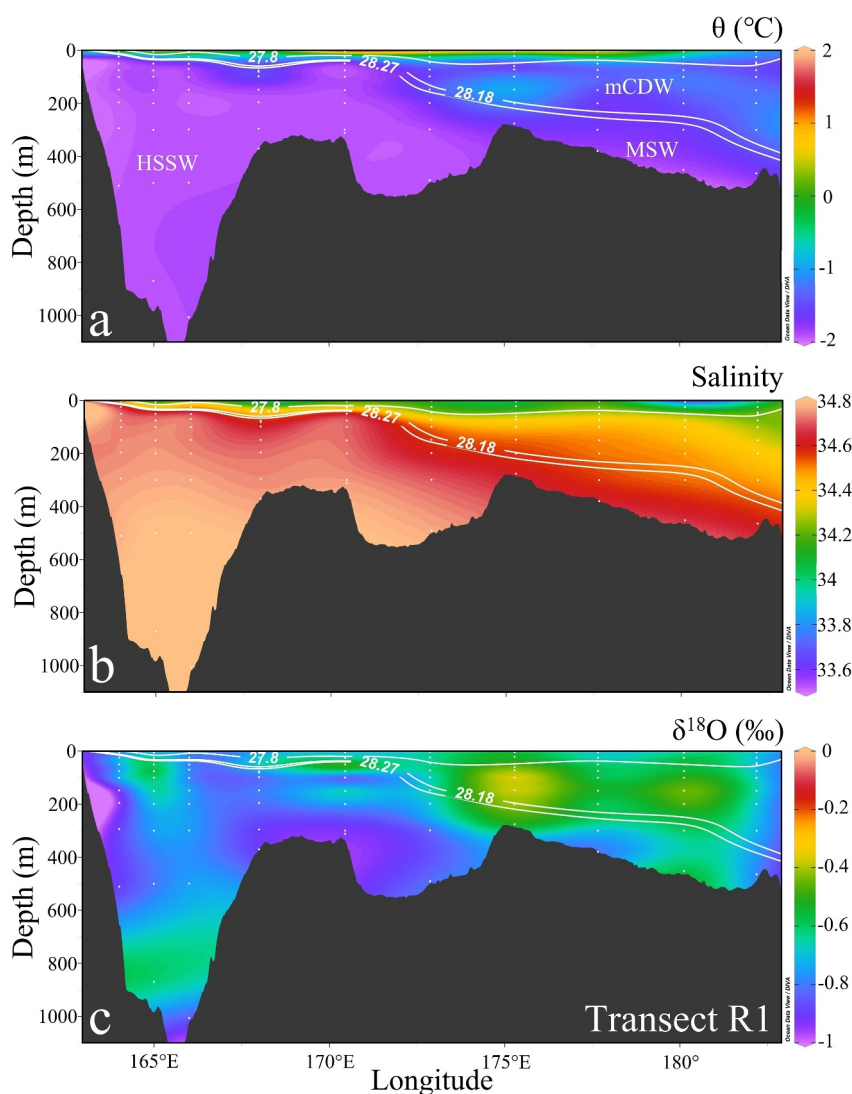 θ (°C)
0
200
400
600
800
1000
Depth (m)
27.8
28.27
28.18
mCDW
HSSW
MSW
a
Ocean Data View / DIVA
2
1
0
-1
-2
Salinity
0
200
400
600
800
1000
Depth (m)
27.8
28.27
28.18
b
Ocean Data View / DIVA
34.8
34.4
34
33.8
33.6
δ¹⁸O (‰)
0
200
400
600
800
1000
Depth (m)
27.8
28.27
28.18
c
Transect R1
Ocean Data View / DIVA
0
-0.2
-0.4
-0.6
-0.8
-1
165°E
170°E
175°E
180°
Longitude